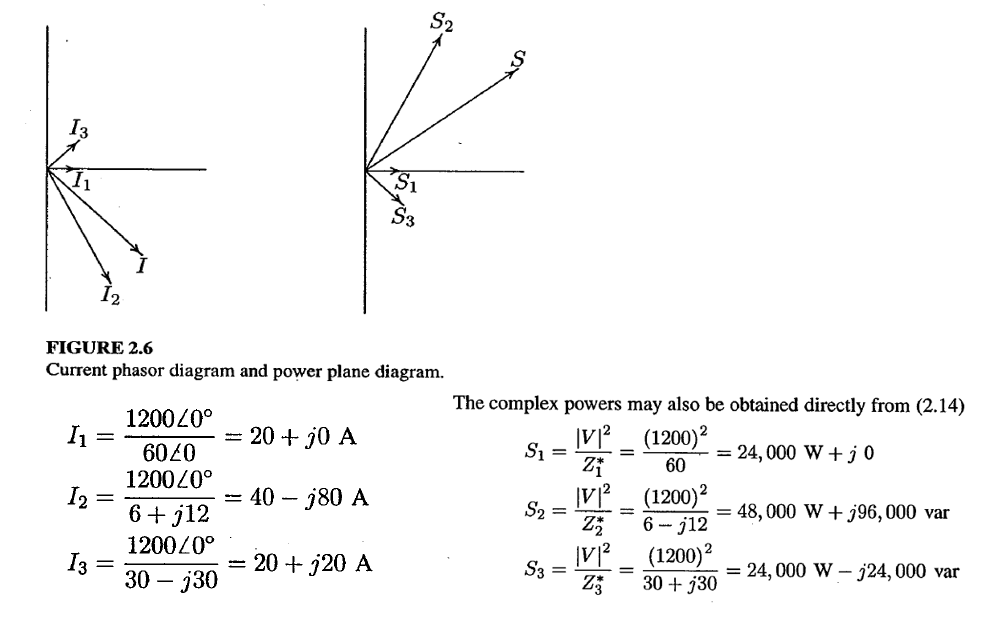 S₂
S
I₃
I₁
S₁
S₃
I
I₂
FIGURE 2.6
Current phasor diagram and power plane diagram.
The complex powers may also be obtained directly from (2.14)
I₁ = 1200∠0° / 60∠0 = 20 + j0 A
I₂ = 1200∠0° / 6 + j12 = 40 − j80 A
I₃ = 1200∠0° / 30 − j30 = 20 + j20 A
S₁ = |V|² / Z₁* = (1200)² / 60 = 24,000 W + j 0
S₂ = |V|² / Z₂* = (1200)² / 6 − j12 = 48,000 W + j96,000 var
S₃ = |V|² / Z₃* = (1200)² / 30 + j30 = 24,000 W − j24,000 var